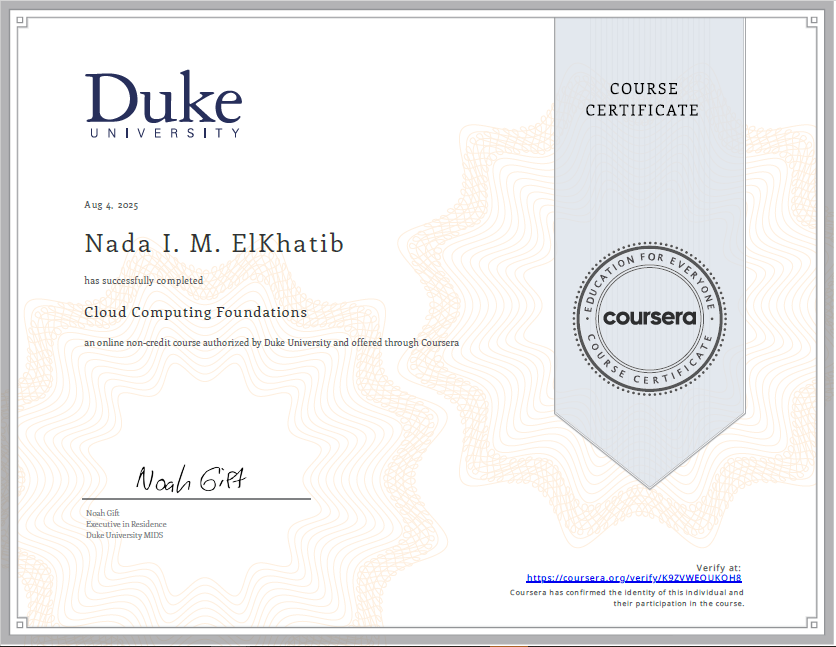 Duke
UNIVERSITY
COURSE
CERTIFICATE
Aug 4, 2025
Nada I. M. ElKhatib
has successfully completed
Cloud Computing Foundations
an online non-credit course authorized by Duke University and offered through Coursera
EDUCATION FOR EVERYONE
coursera
COURSE CERTIFICATE
Noah Gift
Noah Gift
Executive in Residence
Duke University MIDS
Verify at:
https://coursera.org/verify/K9ZVWEOUKOH8
Coursera has confirmed the identity of this individual and
their participation in the course.